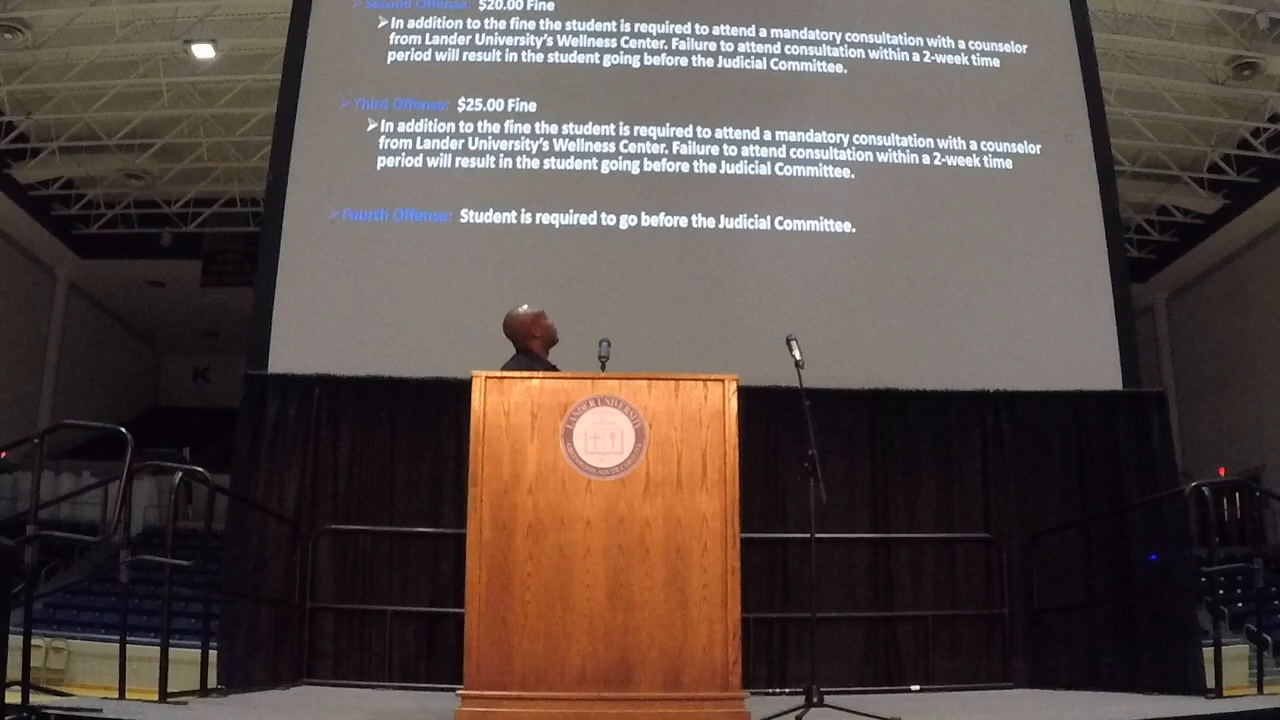 ➢ Second Offense: $20.00 Fine
➢In addition to the fine the student is required to attend a mandatory consultation with a counselor
from Lander University's Wellness Center. Failure to attend consultation within a 2-week time
period will result in the student going before the Judicial Committee.
➢ Third Offense: $25.00 Fine
➢In addition to the fine the student is required to attend a mandatory consultation with a counselor
from Lander University's Wellness Center. Failure to attend consultation within a 2-week time
period will result in the student going before the Judicial Committee.
➢ Fourth Offense: Student is required to go before the Judicial Committee.
K
LANDER UNIVERSITY
GREENWOOD, SOUTH CAROLINA